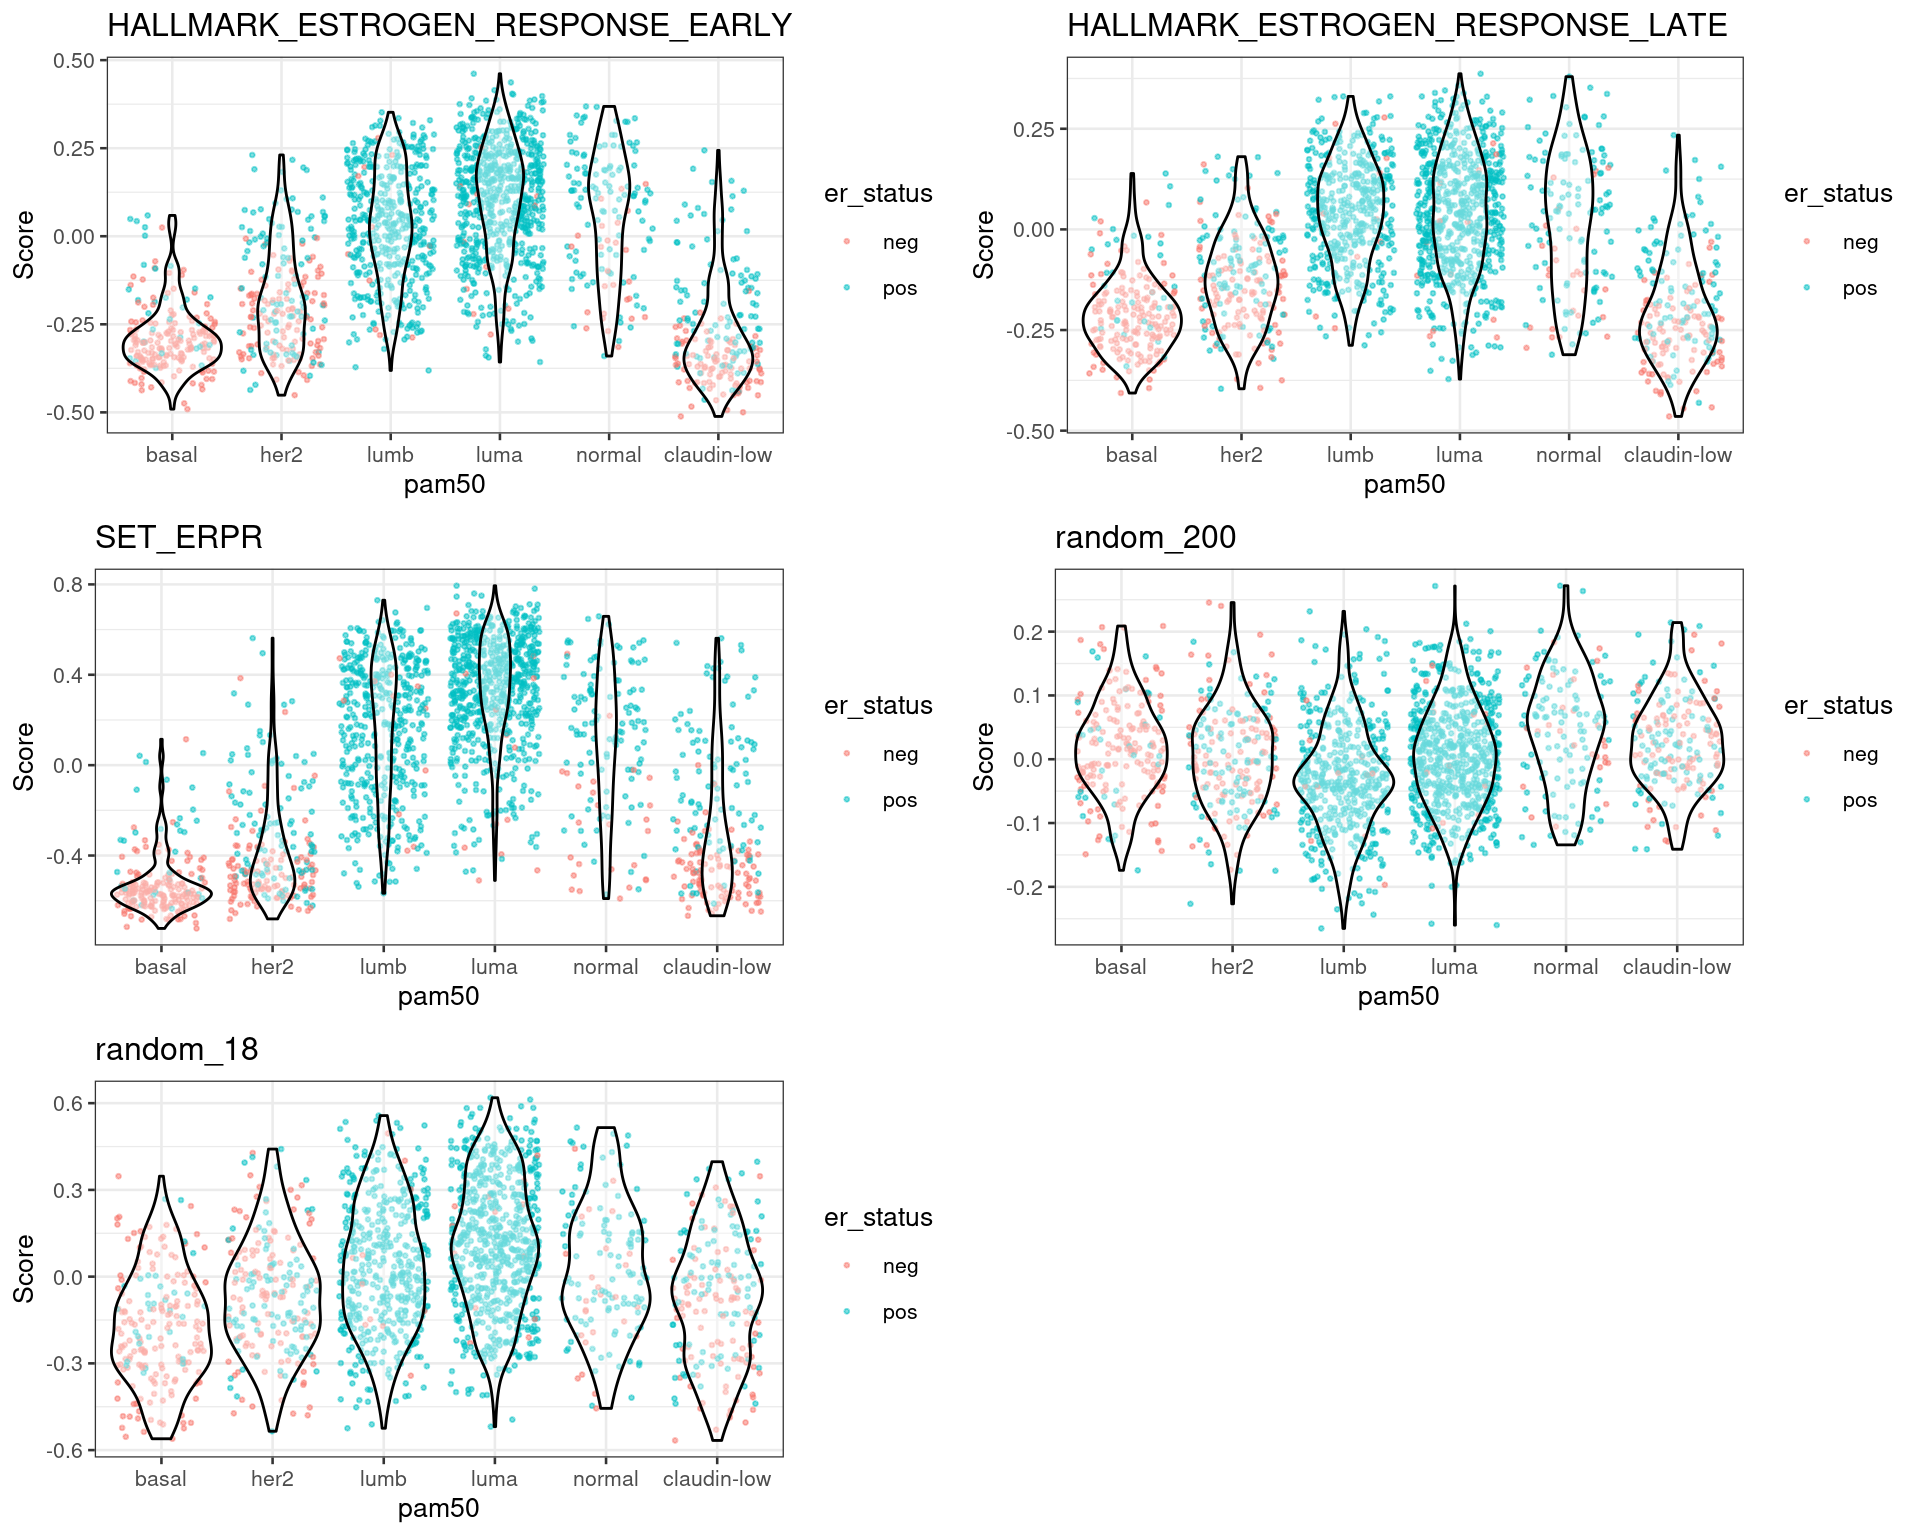 HALLMARK_ESTROGEN_RESPONSE_EARLY
Score
0.50
0.25
0.00
-0.25
-0.50
basal her2 lumb luma normal claudin-low
pam50
er_status
neg
pos
HALLMARK_ESTROGEN_RESPONSE_LATE
Score
0.25
0.00
-0.25
-0.50
basal her2 lumb luma normal claudin-low
pam50
er_status
neg
pos
SET_ERPR
Score
0.8
0.4
0.0
-0.4
basal her2 lumb luma normal claudin-low
pam50
er_status
neg
pos
random_200
Score
0.2
0.1
0.0
-0.1
-0.2
basal her2 lumb luma normal claudin-low
pam50
er_status
neg
pos
random_18
Score
0.6
0.3
0.0
-0.3
-0.6
basal her2 lumb luma normal claudin-low
pam50
er_status
neg
pos